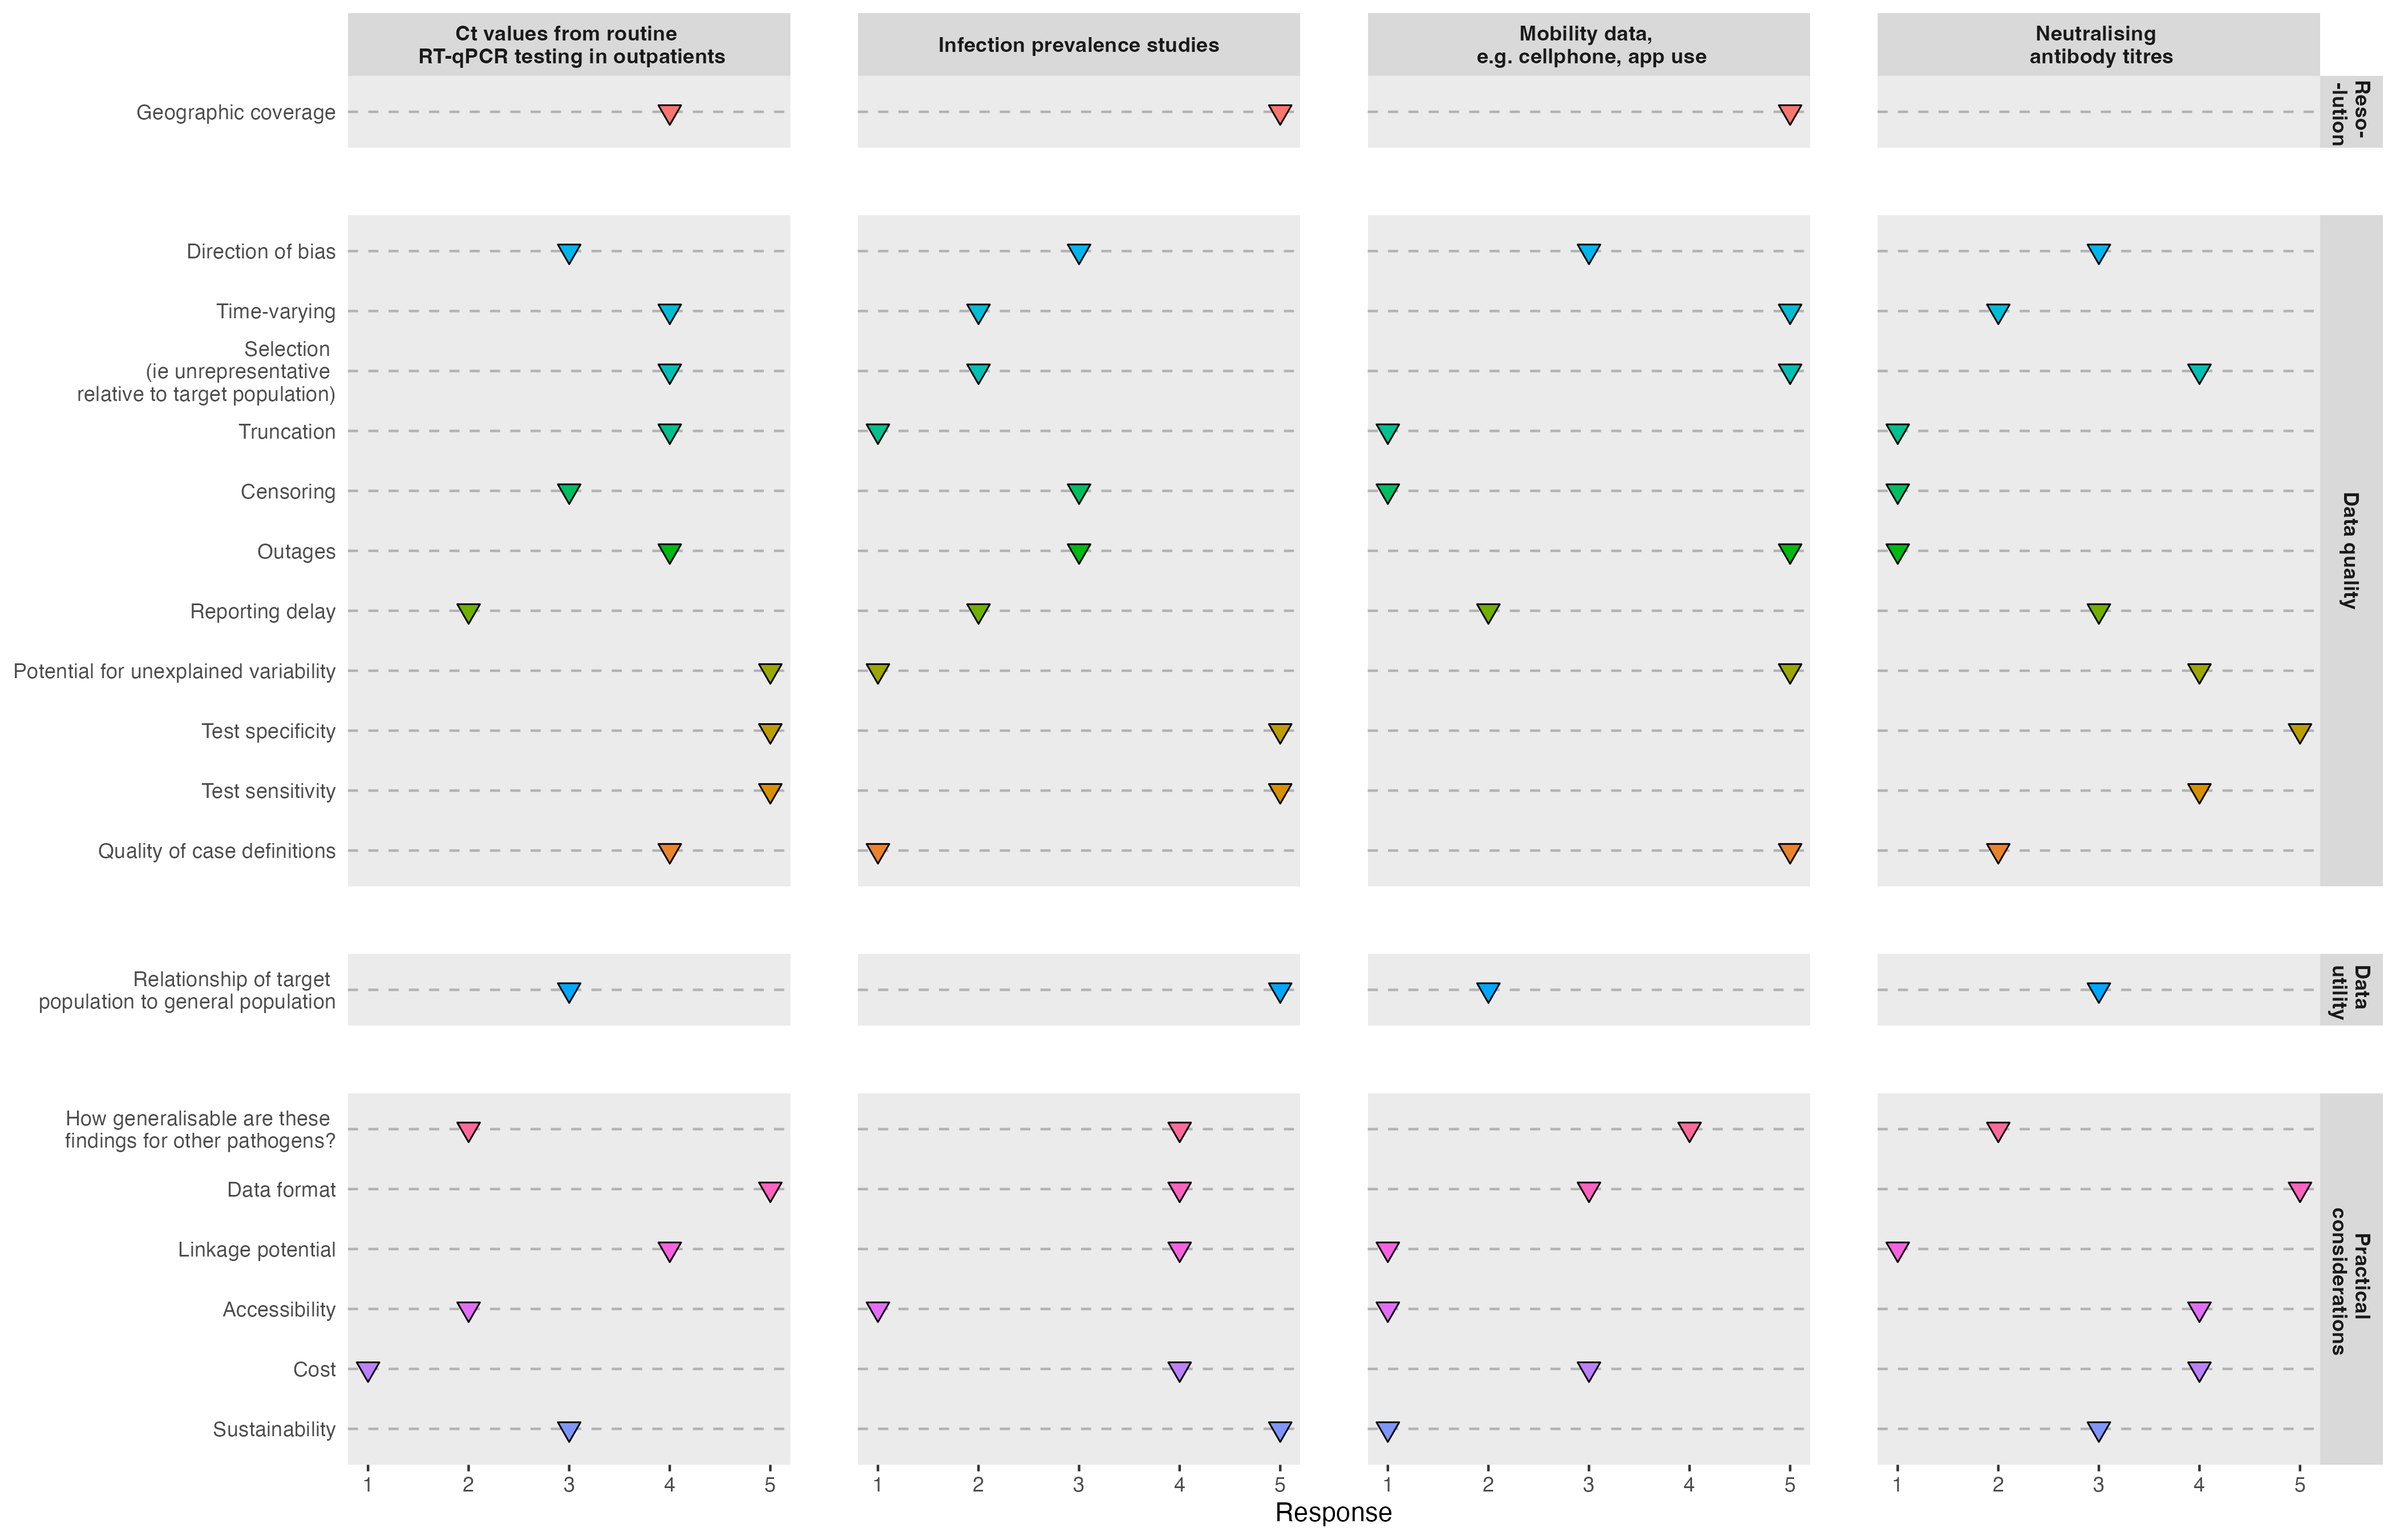 Ct values from routine
RT-qPCR testing in outpatients
Infection prevalence studies
Mobility data,
e.g. cellphone, app use
Neutralising
antibody titres
Geographic coverage
Reso-
-lution
Direction of bias
Time-varying
Selection
(ie unrepresentative
relative to target population)
Truncation
Censoring
Outages
Reporting delay
Potential for unexplained variability
Test specificity
Test sensitivity
Quality of case definitions
Data quality
Relationship of target
population to general population
Data
utility
How generalisable are these
findings for other pathogens?
Data format
Linkage potential
Accessibility
Cost
Sustainability
Practical
considerations
1 2 3 4 5
1 2 3 4 5
1 2 3 4 5
1 2 3 4 5
Response